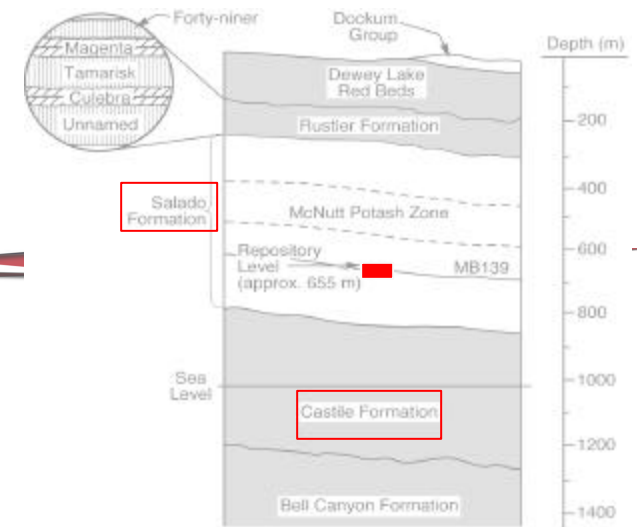 Forty-niner
Magenta
Tamarisk
Culebra
Unnamed
Dockum
Group
Depth (m)
Dewey Lake
Red Beds
Rustler Formation
200
Salado
Formation
400
McNutt Potash Zone
Repository
Level
(approx. 655 m)
MB139
600
800
Sea
Level
1000
Castile Formation
1200
Bell Canyon Formation
1400